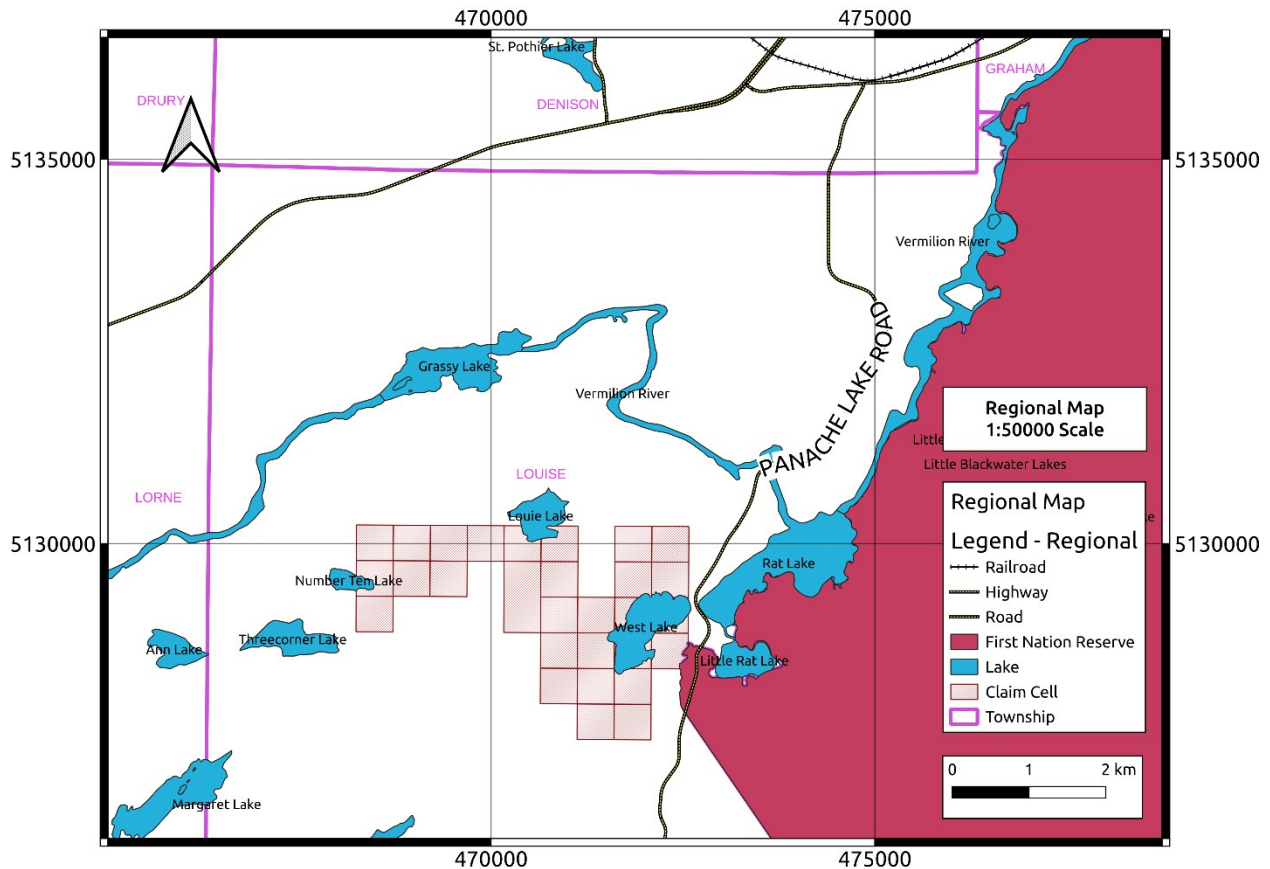 470000
475000
St. Pothier Lake
GRAHAM
DRURY
DENISON
5135000
5135000
Vermilion River
PANACHE LAKE ROAD
Grassy Lake
Vermilion River
Regional Map
1:50000 Scale
Little
Little Blackwater Lakes
LOUISE
LORNE
Louie Lake
Regional Map
Legend - Regional
Railroad
Highway
Road
First Nation Reserve
Lake
Claim Cell
Township
5130000
5130000
Rat Lake
Number Ten Lake
West Lake
Threecorner Lake
Ann Lake
Little Rat Lake
0 1 2 km
Margaret Lake
470000
475000